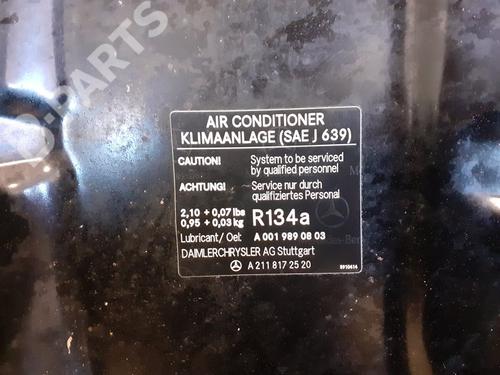 B-PARTS
AIR CONDITIONER
KLIMAANLAGE (SAE J 639)
CAUTION! System to be serviced
by qualified personnel
ACHTUNG! Service nur durch
qualifiziertes Personal
2,10 + 0,07 lbs
0,95 + 0,03 kg R134a
Lubricant/ Oel: A 001 989 08 03
DAIMLERCHRYSLER AG Stuttgart
A 211 817 25 20
8910414